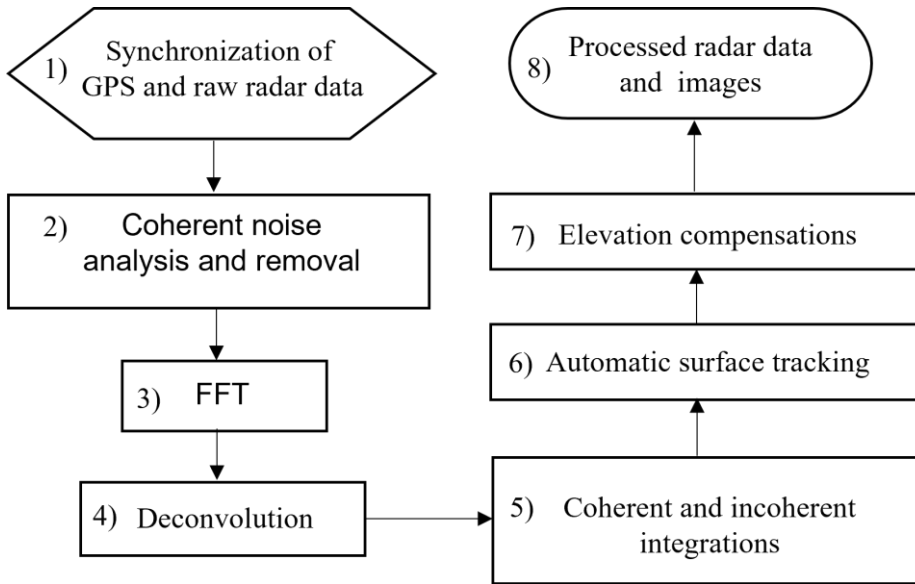 1) Synchronization of
GPS and raw radar data
2) Coherent noise
analysis and removal
3) FFT
4) Deconvolution
5) Coherent and incoherent
integrations
6) Automatic surface tracking
7) Elevation compensations
8) Processed radar data
and images